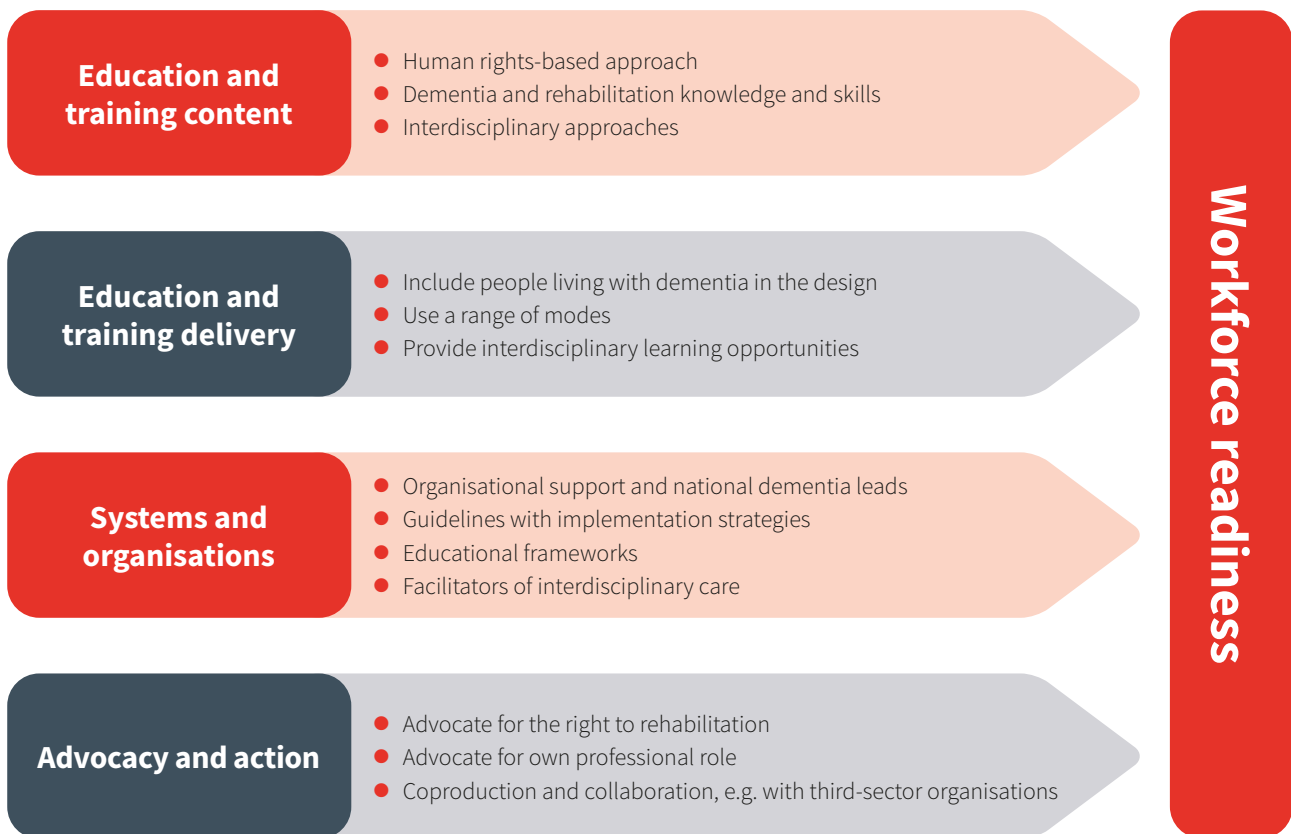 Education and
training content
Human rights-based approach
Dementia and rehabilitation knowledge and skills
Interdisciplinary approaches
Education and
training delivery
Include people living with dementia in the design
Use a range of modes
Provide interdisciplinary learning opportunities
Systems and
organisations
Organisational support and national dementia leads
Guidelines with implementation strategies
Educational frameworks
Facilitators of interdisciplinary care
Advocacy and action
Advocate for the right to rehabilitation
Advocate for own professional role
Coproduction and collaboration, e.g. with third-sector organisations
Workforce readiness